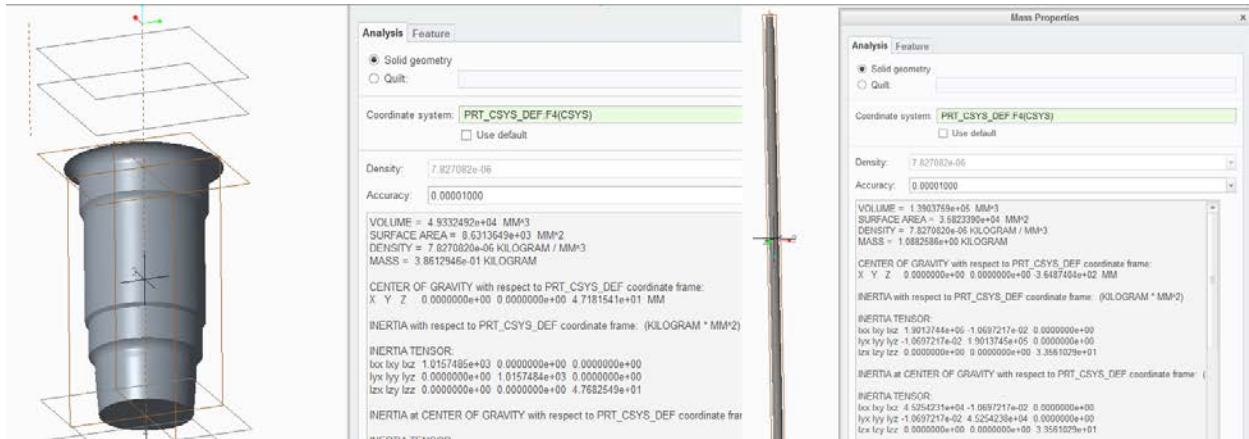 Analysis Feature
Solid geometry
Quilt:
Coordinate system: PRT_CSYS_DEF:F4(CSYS)
Use default
Density: 7.827082e-06
Accuracy: 0.00001000
VOLUME = 4.9332492e+04 MM^3
SURFACE AREA = 8.6313649e+03 MM^2
DENSITY = 7.8270820e-06 KILOGRAM / MM^3
MASS = 3.8612946e-01 KILOGRAM
CENTER OF GRAVITY with respect to PRT_CSYS_DEF coordinate frame:
X Y Z 0.0000000e+00 0.0000000e+00 4.7181541e+01 MM
INERTIA with respect to PRT_CSYS_DEF coordinate frame: (KILOGRAM * MM^2)
INERTIA TENSOR:
Ixx Ixy Ixz 1.0157485e+03 0.0000000e+00 0.0000000e+00
Iyx Iyy Iyz 0.0000000e+00 1.0157484e+03 0.0000000e+00
Izx Izy Izz 0.0000000e+00 0.0000000e+00 4.7682549e+01
INERTIA at CENTER OF GRAVITY with respect to PRT_CSYS_DEF coordinate
INERTIA TENSOR:
Mass Properties
Analysis Feature
Solid geometry
Quilt:
Coordinate system: PRT_CSYS_DEF:F4(CSYS)
Use default
Density: 7.827082e-06
Accuracy: 0.00001000
VOLUME = 1.3903769e+05 MM^3
SURFACE AREA = 3.5823390e+04 MM^2
DENSITY = 7.8270820e-06 KILOGRAM / MM^3
MASS = 1.0882586e+00 KILOGRAM
CENTER OF GRAVITY with respect to PRT_CSYS_DEF coordinate frame:
X Y Z 0.0000000e+00 0.0000000e+00 -3.6487404e+02 MM
INERTIA with respect to PRT_CSYS_DEF coordinate frame: (KILOGRAM * MM^2)
INERTIA TENSOR:
Ixx Ixy Ixz 1.9013744e+05 -1.0697217e-02 0.0000000e+00
Iyx Iyy Iyz -1.0697217e-02 1.9013745e+05 0.0000000e+00
Izx Izy Izz 0.0000000e+00 0.0000000e+00 3.3561029e+01
INERTIA at CENTER OF GRAVITY with respect to PRT_CSYS_DEF coordinate frame: (
INERTIA TENSOR:
Ixx Ixy Ixz 4.5254231e+04 -1.0697217e-02 0.0000000e+00
Iyx Iyy Iyz -1.0697217e-02 4.5254238e+04 0.0000000e+00
Izx Izy Izz 0.0000000e+00 0.0000000e+00 3.3561029e+01